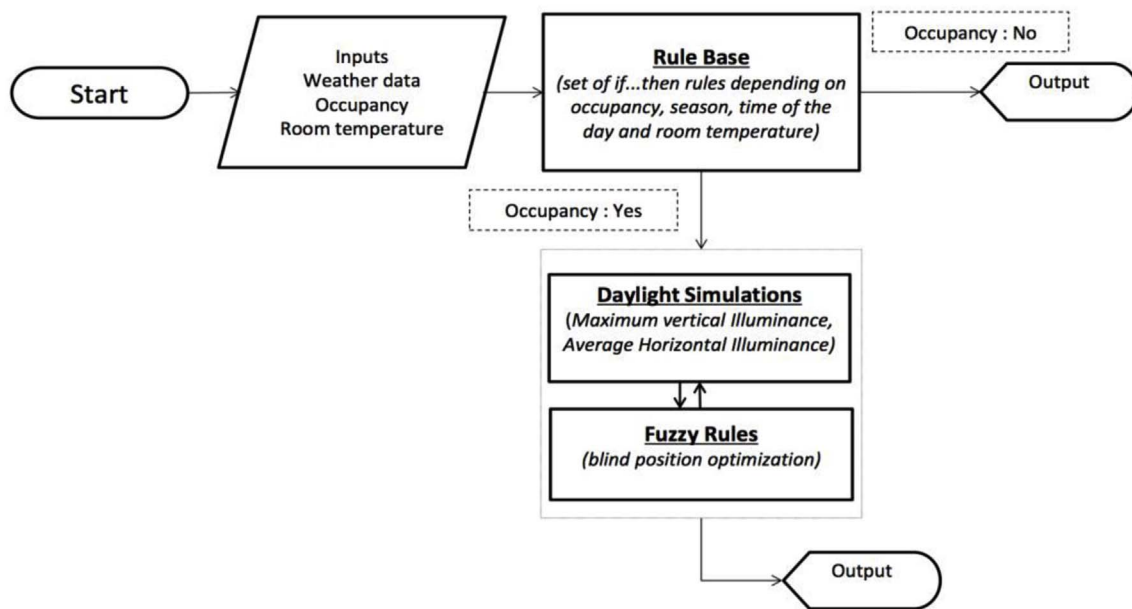 Start
Inputs
Weather data
Occupancy
Room temperature
Rule Base
(set of if...then rules depending on
occupancy, season, time of the
day and room temperature)
Occupancy : No
Output
Occupancy : Yes
Daylight Simulations
(Maximum vertical Illuminance,
Average Horizontal Illuminance)
Fuzzy Rules
(blind position optimization)
Output